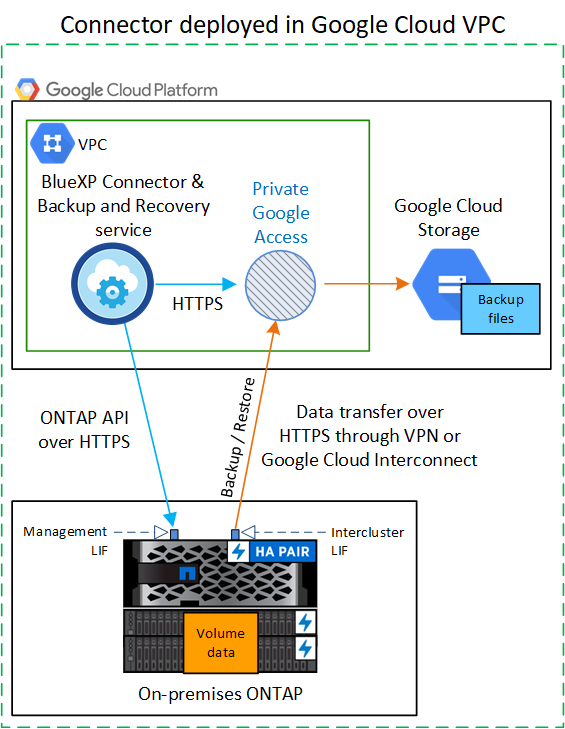 Connector deployed in Google Cloud VPC
Google Cloud Platform
VPC
BlueXP Connector &
Backup and Recovery
service
Private
Google
Access
Google Cloud
Storage
HTTPS
Backup
files
ONTAP API
over HTTPS
Backup / Restore
Data transfer over
HTTPS through VPN or
Google Cloud Interconnect
Management
LIF
Intercluster
LIF
HA PAIR
Volume
data
On-premises ONTAP